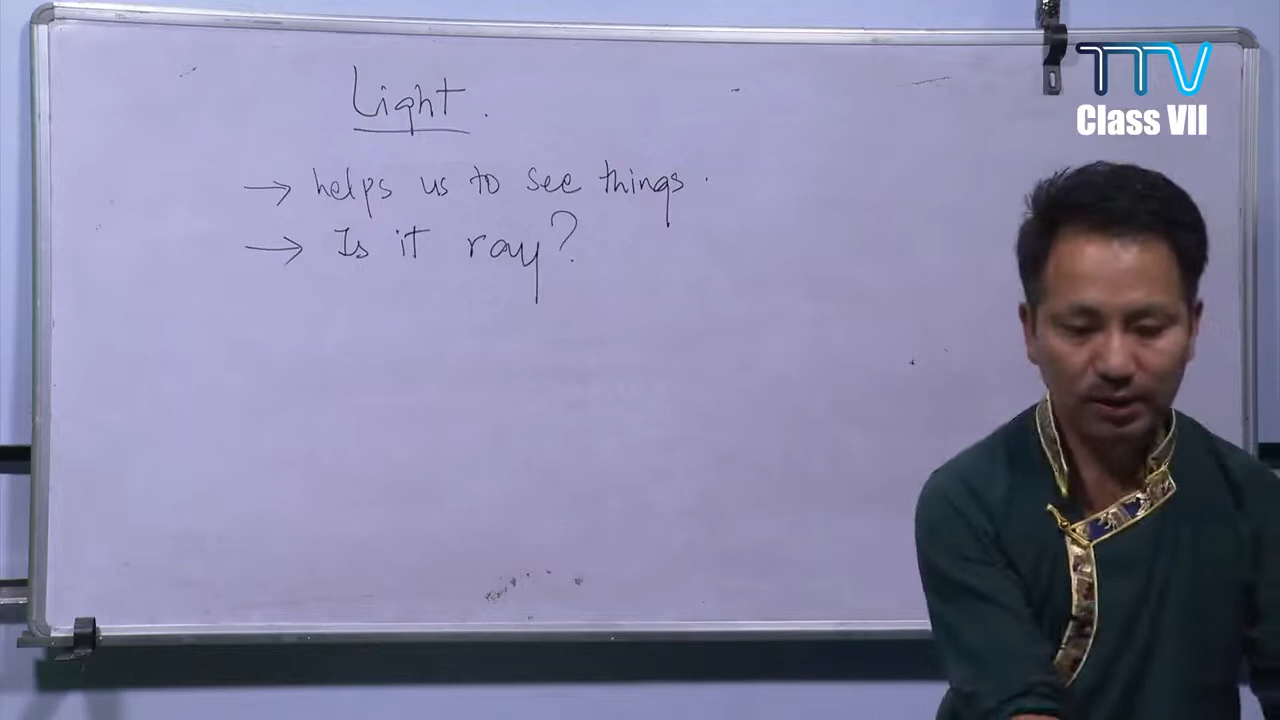 TTV
Class VII
Light.
→ helps us to see things.
→ Is it ray?